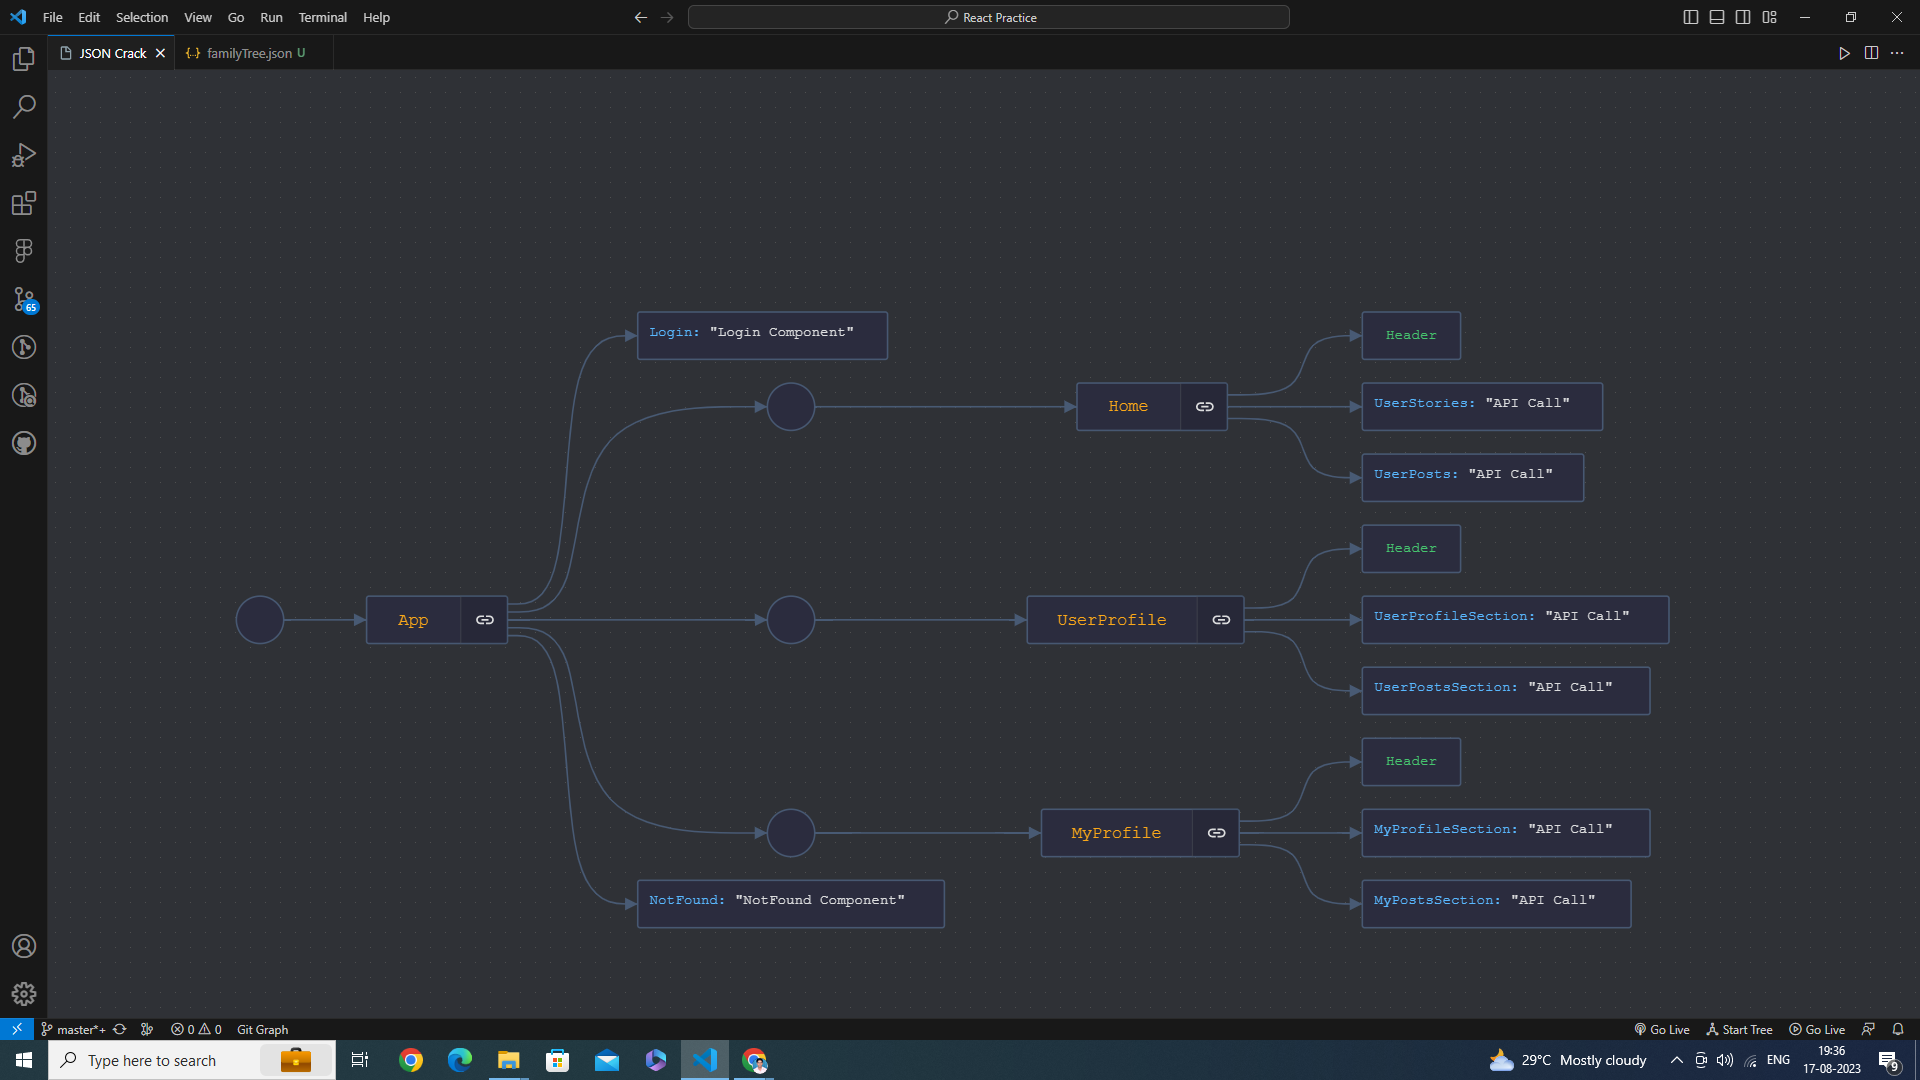 File Edit Selection View Go Run Terminal Help
React Practice
JSON Crack
{..} familyTree.json U
65
Login: "Login Component"
Header
Home
UserStories: "API Call"
UserPosts: "API Call"
Header
App
UserProfile
UserProfileSection: "API Call"
UserPostsSection: "API Call"
Header
MyProfile
MyProfileSection: "API Call"
NotFound: "NotFound Component"
MyPostsSection: "API Call"
master*+ 0 0 Git Graph
Go Live Start Tree Go Live
Type here to search
29°C Mostly cloudy
ENG
19:36
17-08-2023
9